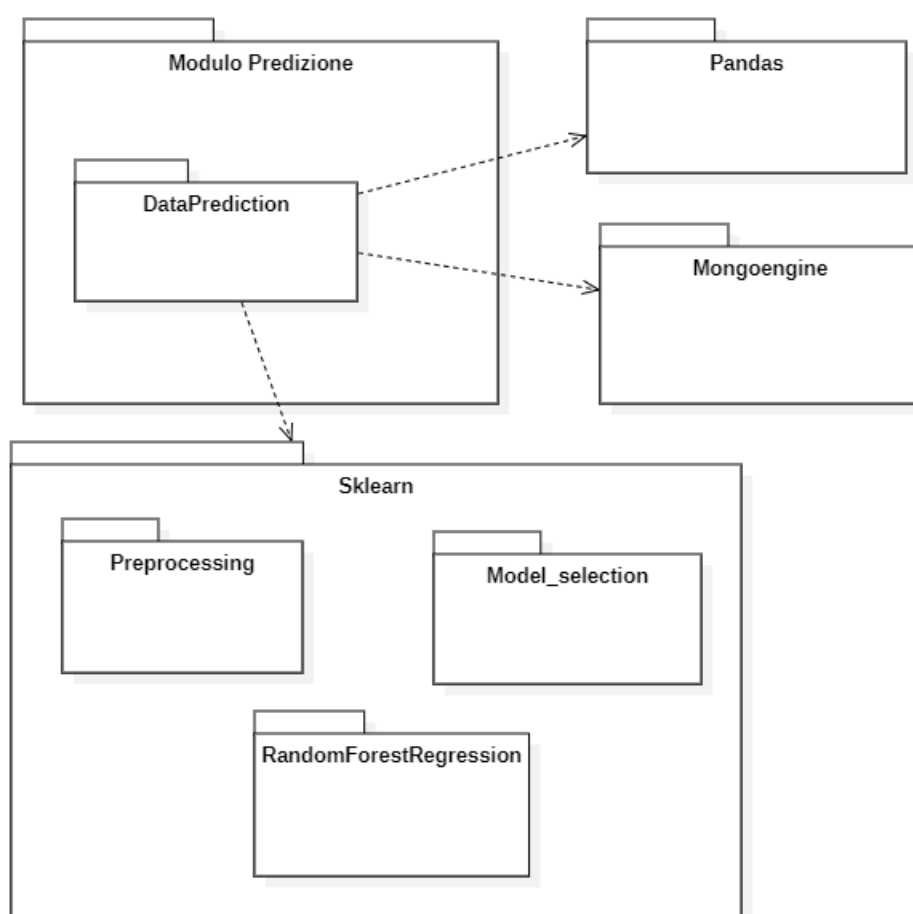 Modulo Predizione
Pandas
DataPrediction
Mongoengine
Sklearn
Preprocessing
Model_selection
RandomForestRegression